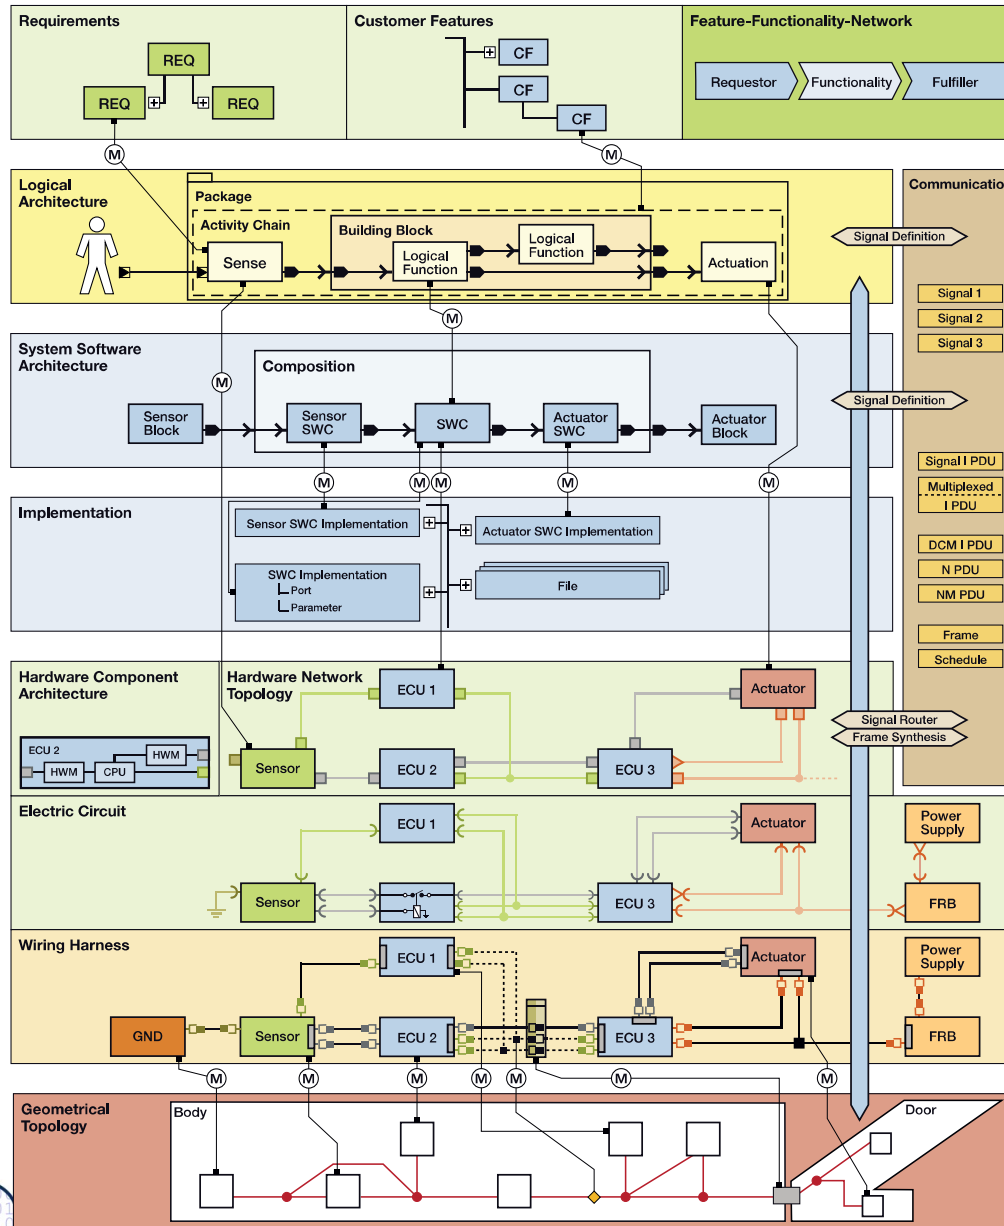 Requirements
REQ
REQ
REQ
Customer Features
CF
CF
CF
Feature-Functionality-Network
Requestor
Functionality
Fulfiller
M
M
Logical
Architecture
Package
Activity Chain
Building Block
Sense
Logical
Function
Logical
Function
Actuation
Signal Definition
Signal 1
Signal 2
Signal 3
M
System Software
Architecture
M
Composition
Sensor
Block
Sensor
SWC
SWC
Actuator
SWC
Actuator
Block
Signal Definition
Signal I PDU
Multiplexed
I PDU
DCM I PDU
N PDU
NM PDU
Frame
Schedule
M
M
M
M
Implementation
Sensor SWC Implementation
Actuator SWC Implementation
SWC Implementation
Port
Parameter
File
Hardware Component
Architecture
ECU 2
HWM
CPU
HWM
Hardware Network
Topology
ECU 1
Actuator
Sensor
ECU 2
ECU 3
Signal Router
Frame Synthesis
Electric Circuit
ECU 1
Actuator
Power
Supply
Sensor
ECU 3
FRB
Wiring Harness
ECU 1
Actuator
Power
Supply
GND
Sensor
ECU 2
ECU 3
FRB
M
M
M
M
M
M
M
Geometrical
Topology
Body
Door